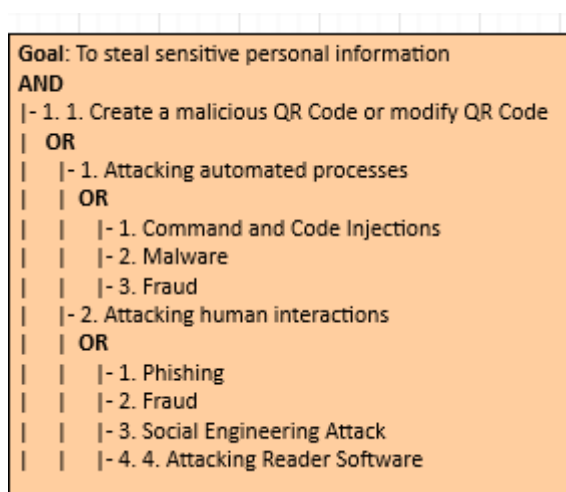 Goal: To steal sensitive personal information
AND
|- 1. 1. Create a malicious QR Code or modify QR Code
|   OR
|   |- 1. Attacking automated processes
|   |   OR
|   |   |- 1. Command and Code Injections
|   |   |- 2. Malware
|   |   |- 3. Fraud
|   |- 2. Attacking human interactions
|   |   OR
|   |   |- 1. Phishing
|   |   |- 2. Fraud
|   |   |- 3. Social Engineering Attack
|   |   |- 4. 4. Attacking Reader Software